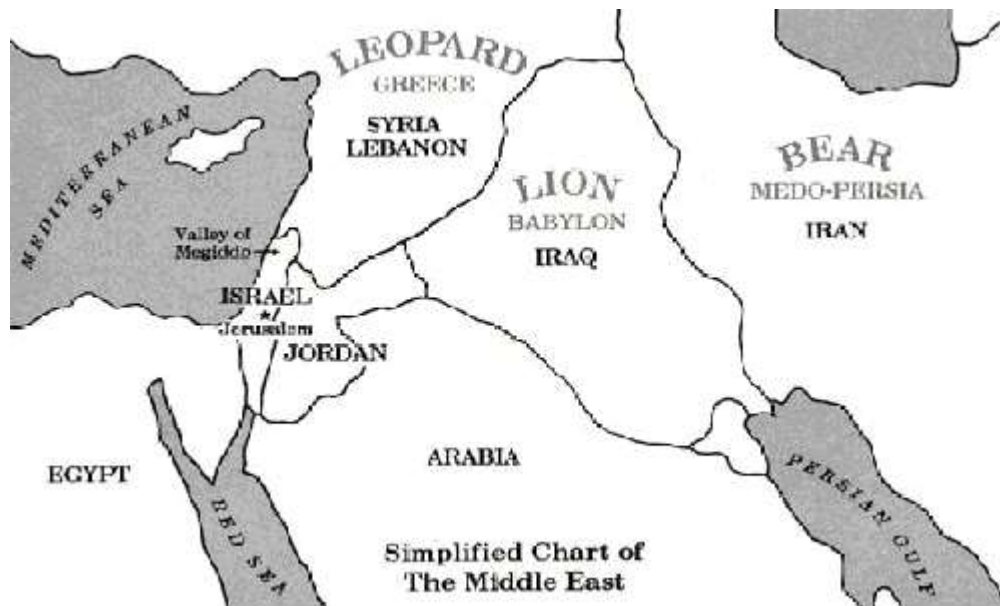 LEOPARD
GREECE
SYRIA
LEBANON
MEDITERRANEAN
SEA
LION
BABYLON
IRAQ
BEAR
MEDO-PERSIA
IRAN
Valley of
Megiddo
ISRAEL
Jerusalem
JORDAN
EGYPT
RED SEA
ARABIA
PERSIAN GULF
Simplified Chart of
The Middle East